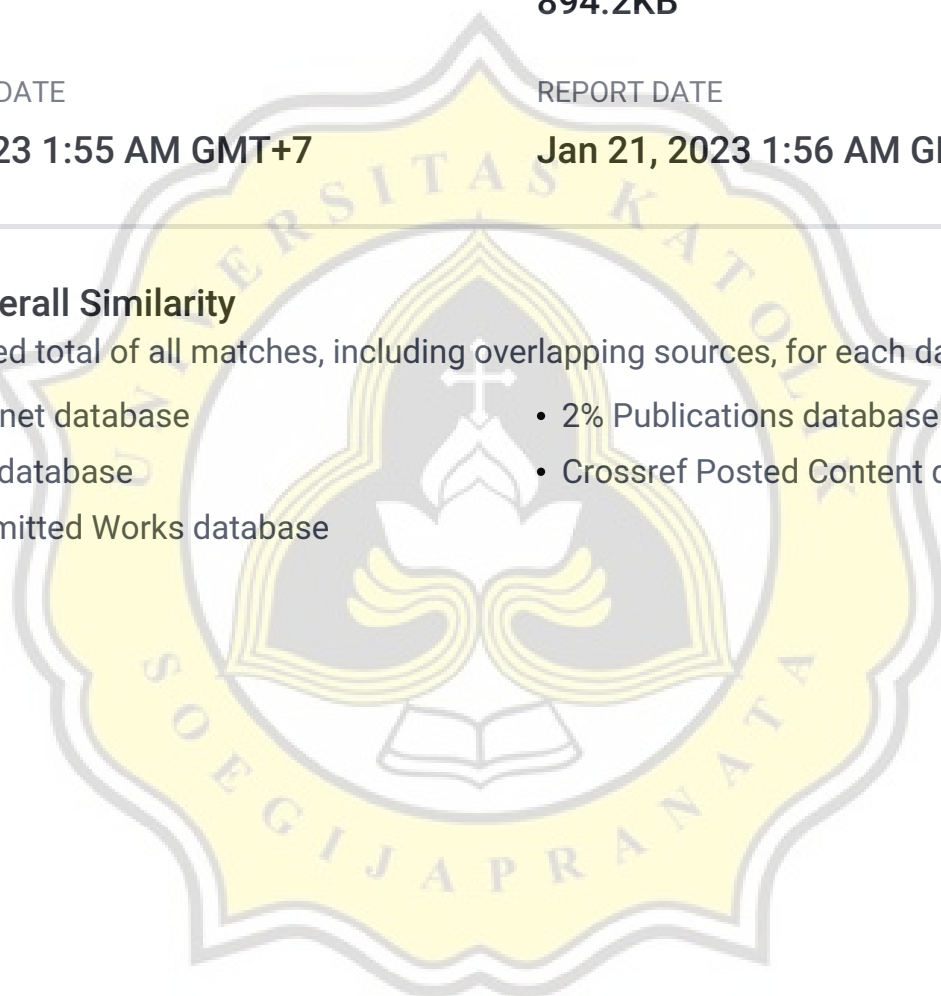 894.2KB
DATE
REPORT DATE
23 1:55 AM GMT+7
Jan 21, 2023 1:56 AM G
erall Similarity
ed total of all matches, including overlapping sources, for each da
net database
• 2% Publications database
database
• Crossref Posted Content
mitted Works database
UNIVERSITAS KATOLIK
SOEGIJAPRANATA